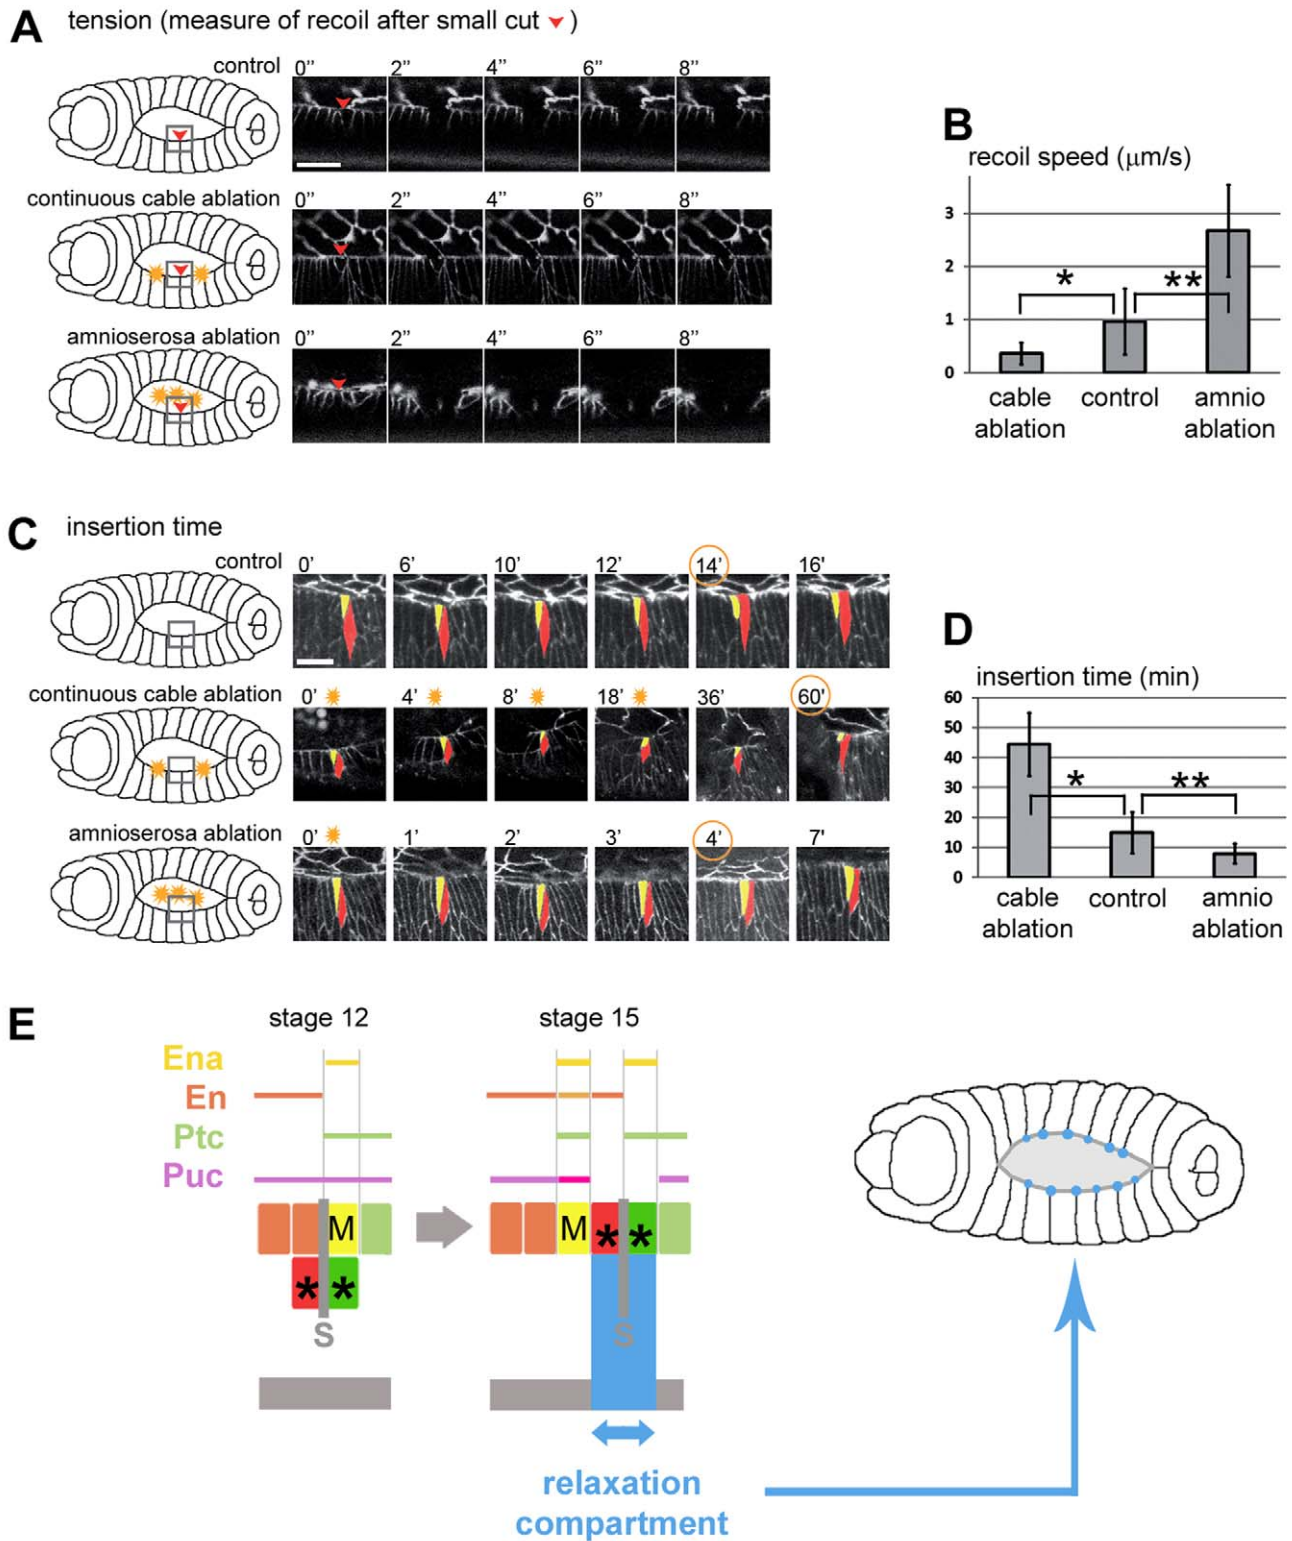 A tension (measure of recoil after small cut )
control
0’’ 2’’ 4’’ 6’’ 8’’
continuous cable ablation
0’’ 2’’ 4’’ 6’’ 8’’
amnioserosa ablation
0’’ 2’’ 4’’ 6’’ 8’’
B
recoil speed (μm/s)
3
2
1
0
* **
cable ablation
control
amnio ablation
C insertion time
control
0’ 6’ 10’ 12’ 14’ 16'
continuous cable ablation
0’ 4’ 8’ 18’ 36’ 60’
amnioserosa ablation
0’ 1’ 2’ 3’ 4’ 7'
D
insertion time (min)
60
50
40
30
20
10
0
* **
cable ablation
control
amnio ablation
E
stage 12 stage 15
Ena
En
Ptc
Puc
M M * *
* *
S S
relaxation
compartment